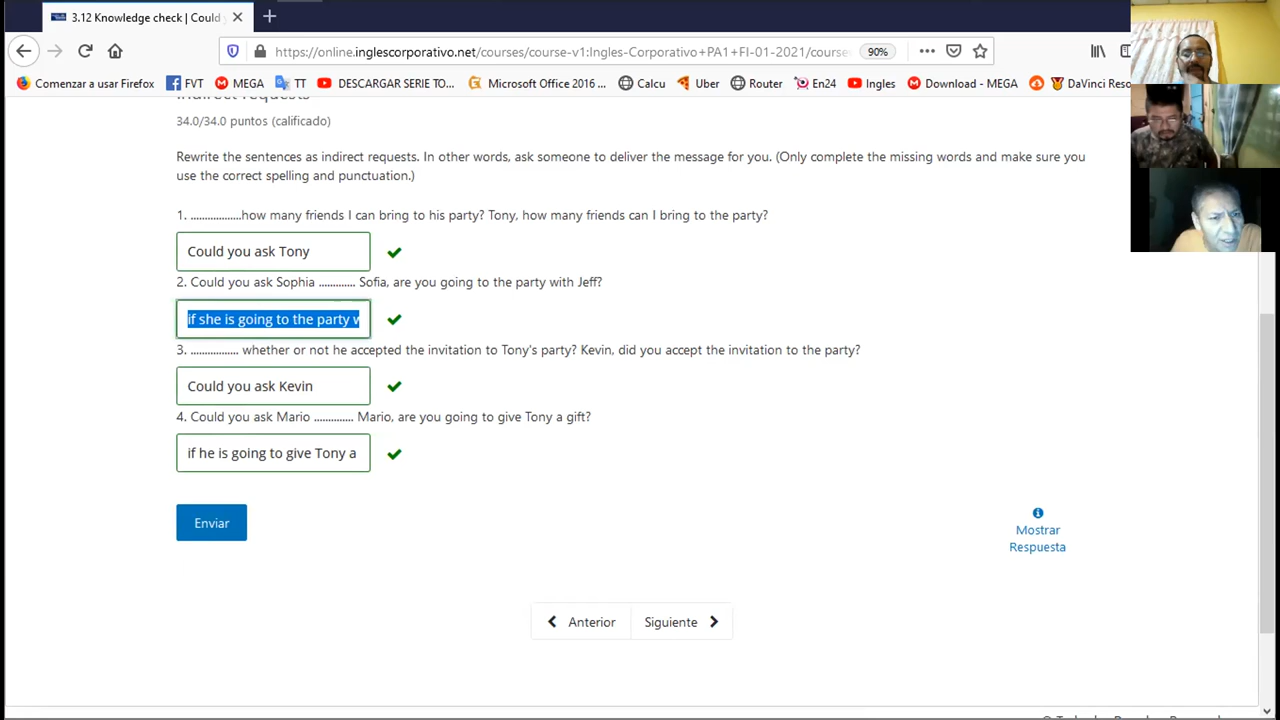 3.12 Knowledge check | Could
https://online.inglescorporativo.net/courses/course-v1:Ingles-Corporativo+PA1+FI-01-2021/course
90%
Comenzar a usar Firefox
FVT
MEGA
TT
DESCARGAR SERIE TO...
Microsoft Office 2016 ...
Calcu
Uber
Router
En24
Ingles
Download - MEGA
DaVinci Reso
Indirect requests
34.0/34.0 puntos (calificado)
Rewrite the sentences as indirect requests. In other words, ask someone to deliver the message for you. (Only complete the missing words and make sure you
use the correct spelling and punctuation.)
1. ..................how many friends I can bring to his party? Tony, how many friends can I bring to the party?
Could you ask Tony
2. Could you ask Sophia ............. Sofia, are you going to the party with Jeff?
if she is going to the party w
3. ................. whether or not he accepted the invitation to Tony's party? Kevin, did you accept the invitation to the party?
Could you ask Kevin
4. Could you ask Mario .............. Mario, are you going to give Tony a gift?
if he is going to give Tony a
Enviar
Mostrar
Respuesta
Anterior
Siguiente